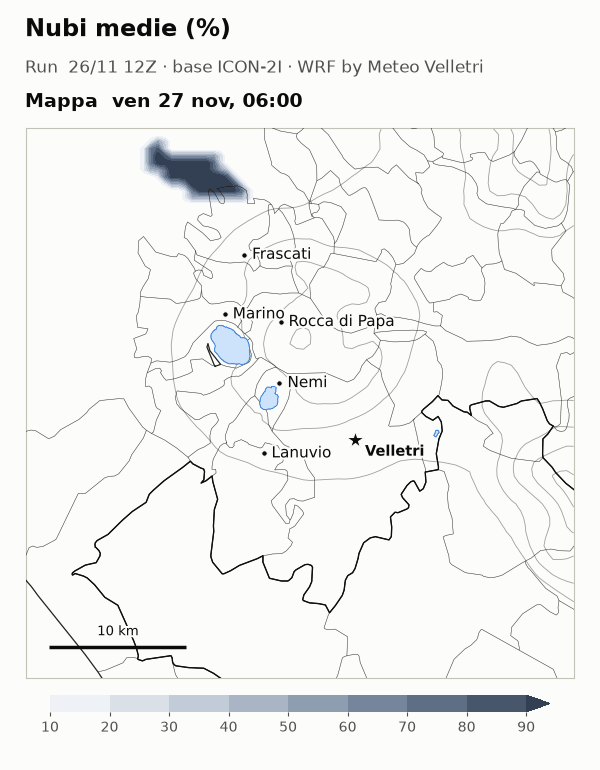 Nubi medie (%)
Run  26/11 12Z · base ICON-2I · WRF by Meteo Velletri
Mappa  ven 27 nov, 06:00
Frascati
Marino
Rocca di Papa
Nemi
Velletri
Lanuvio
10 km
10 20 30 40 50 60 70 80 90